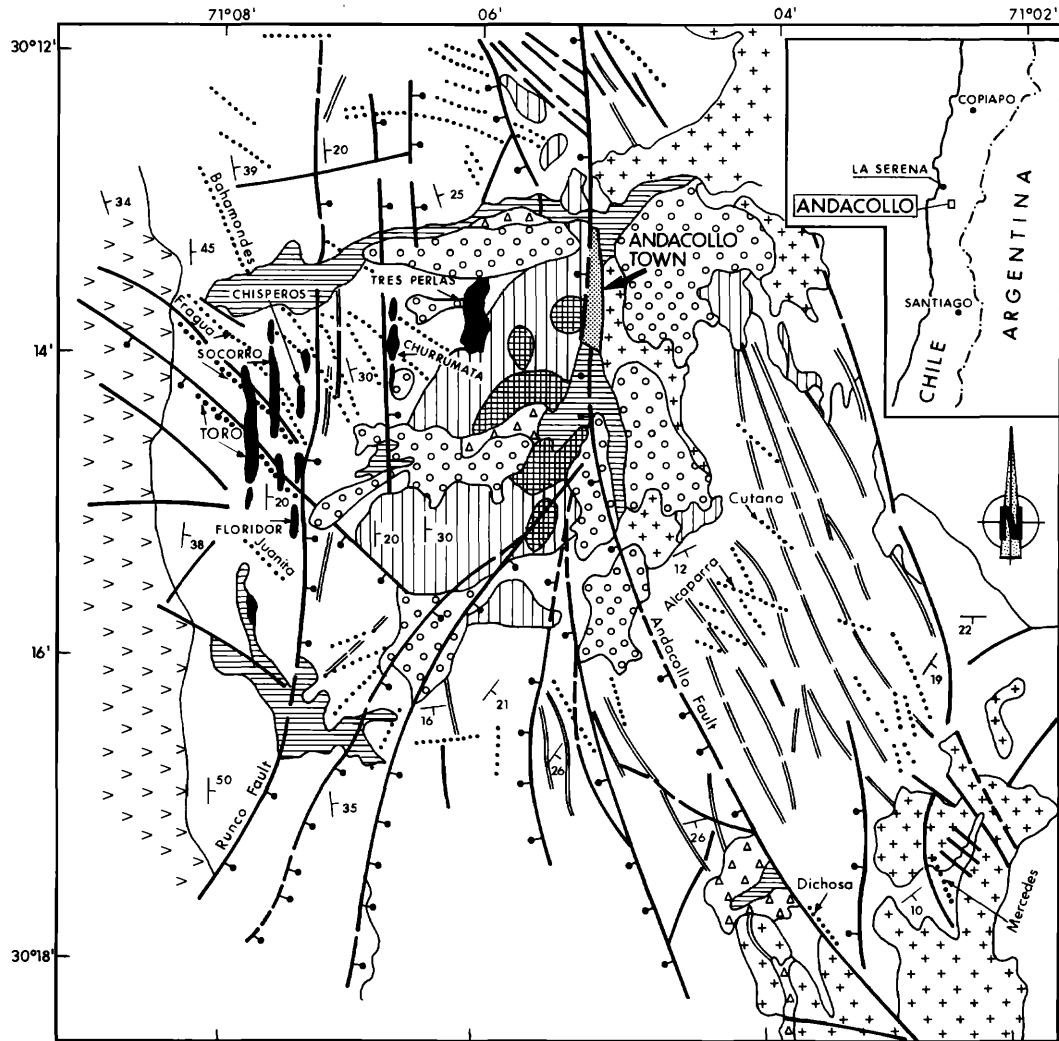 71°08'
06'
04'
71°02'
30°12'
14'
16'
30°18'
COPIAPO
LA SERENA
ANDACOLLO
SANTIAGO
CHILE
ARGENTINA
N
20
39
25
34
45
Bahamondes
ANDACOLLO
TOWN
TRES PERLAS
CHISPEROS
Fragua
SOCORRO
CHURRUMATA
30
TORO
20
FLORIDOR
Juanita
38
20
30
Cutana
12
Alcaparra
22
19
Andacollo Fault
16
21
26
50
35
Runco Fault
26
Dichosa
10
Mercedes